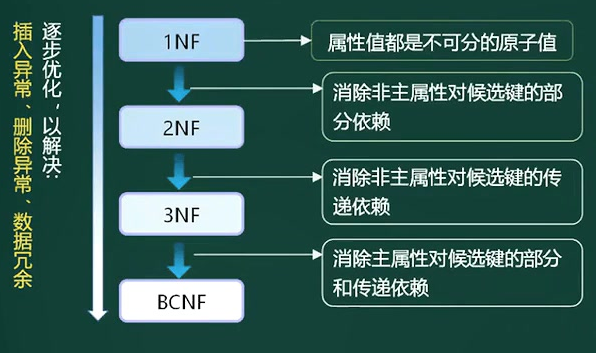 逐步优化,以解决:
插入异常、删除异常、数据冗余
1NF
属性值都是不可分的原子值
消除非主属性对候选键的部
分依赖
2NF
消除非主属性对候选键的传
递依赖
3NF
消除主属性对候选键的部分
和传递依赖
BCNF